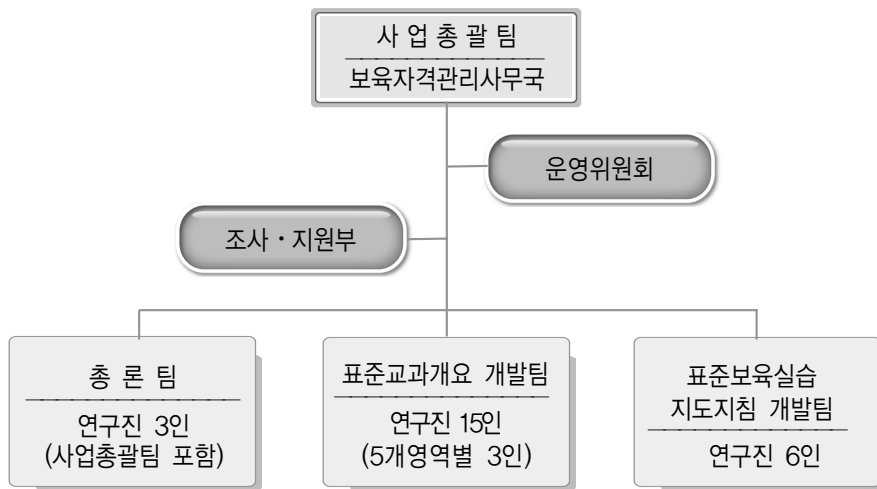 사 업 총 괄 팀
보육자격관리사무국
운영위원회
조사・지원부
총 론 팀
연구진 3인
(사업총괄팀 포함)
표준교과개요 개발팀
연구진 15인
(5개영역별 3인)
표준보육실습
지도지침 개발팀
연구진 6인